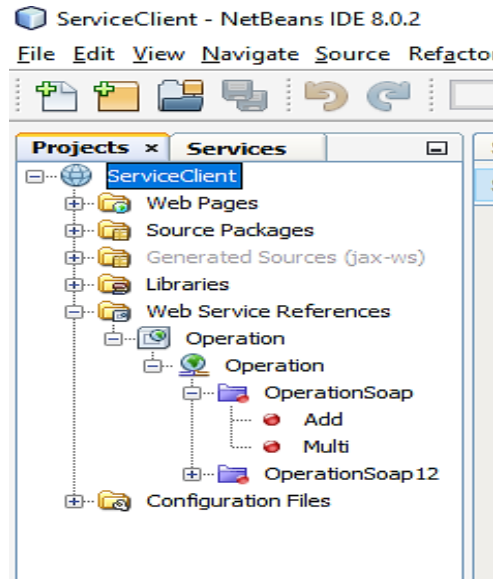 ServiceClient - NetBeans IDE 8.0.2
File Edit View Navigate Source
Projects × Services
ServiceClient
Web Pages
Source Packages
Generated Sources (jax-ws)
Libraries
Web Service References
Operation
Operation
OperationSoap
Add
Multi
OperationSoap12
Configuration Files